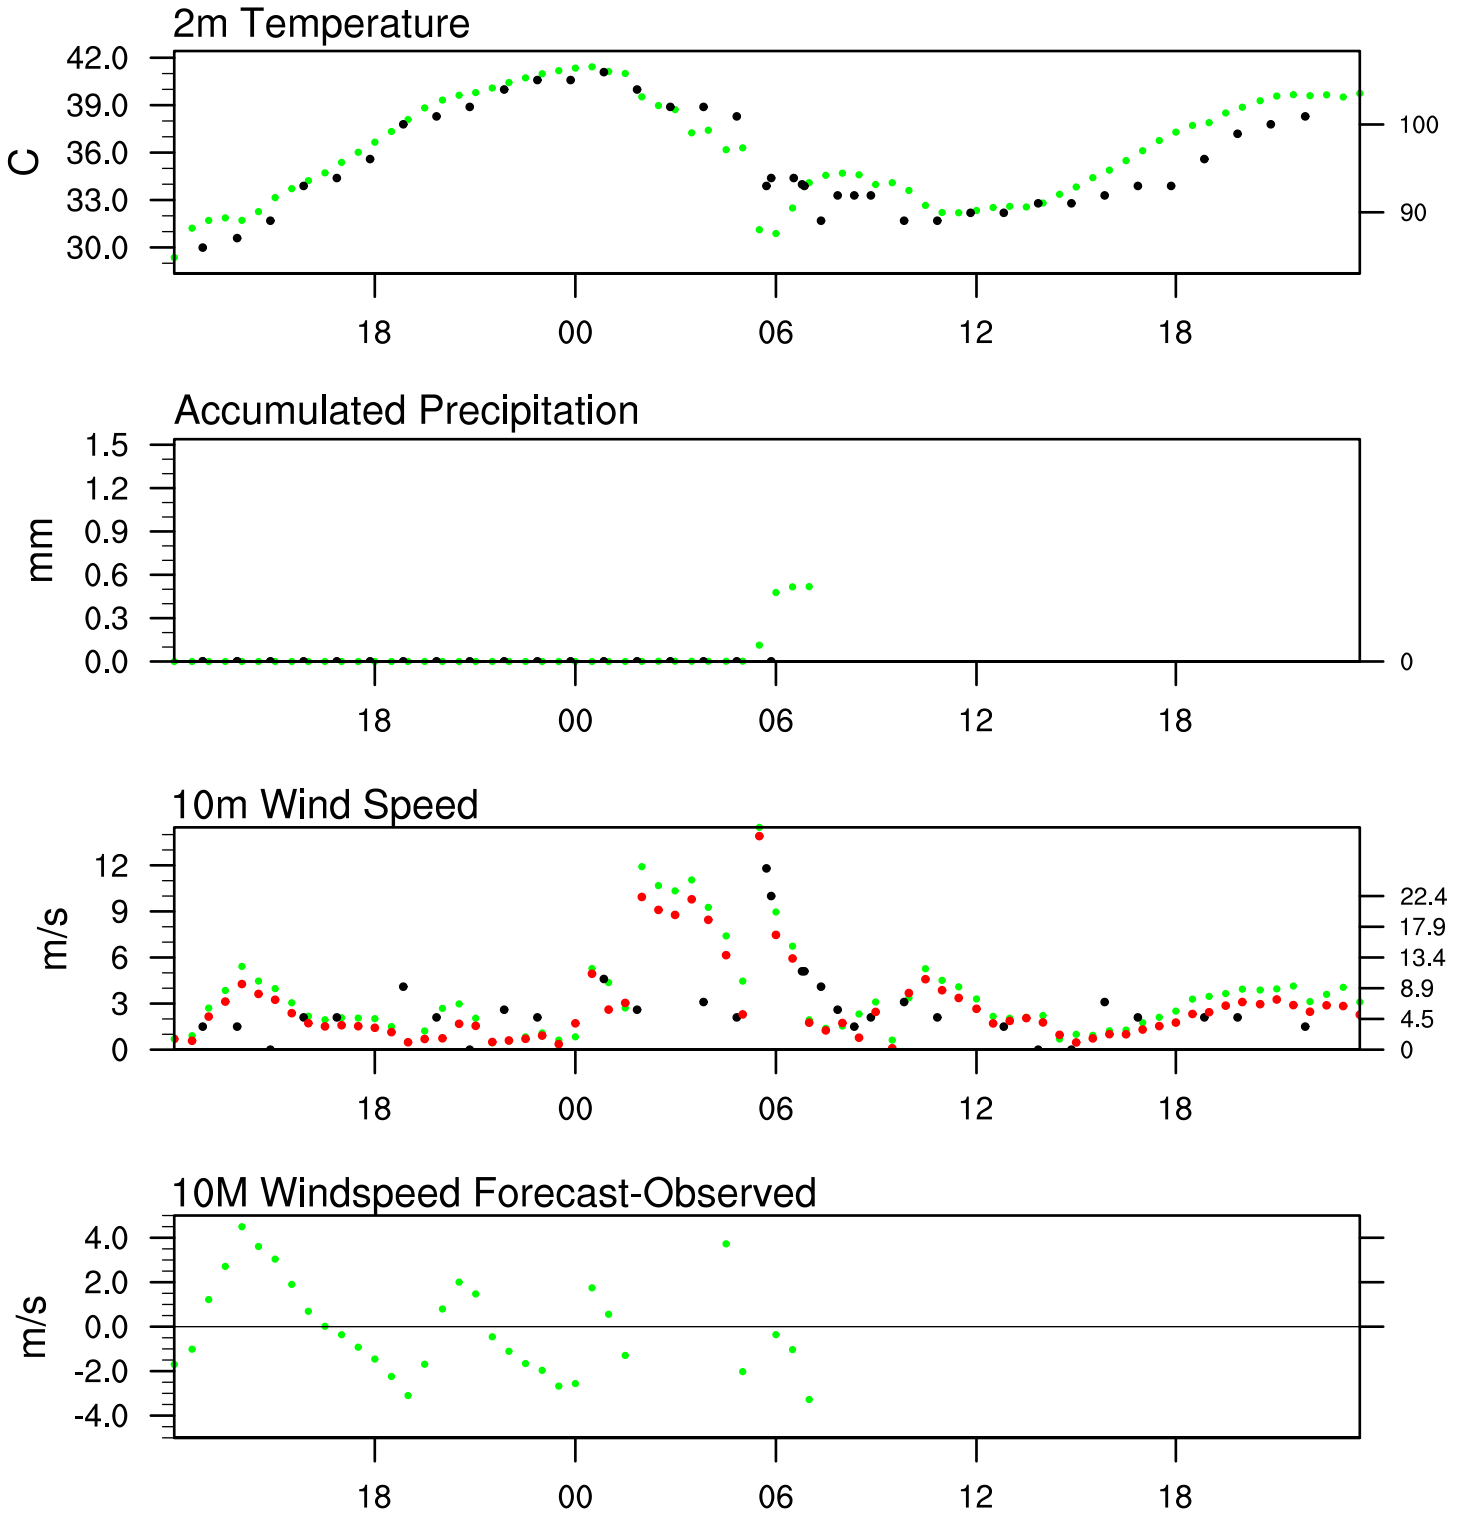 2m Temperature
42.0
39.0
36.0
33.0
30.0
C
100
90
18 00 06 12 18
Accumulated Precipitation
1.5
1.2
0.9
0.6
0.3
0.0
mm
0
18 00 06 12 18
10m Wind Speed
12
9
6
3
0
m/s
22.4
17.9
13.4
8.9
4.5
0
18 00 06 12 18
10M Windspeed Forecast-Observed
4.0
2.0
0.0
-2.0
-4.0
m/s
18 00 06 12 18